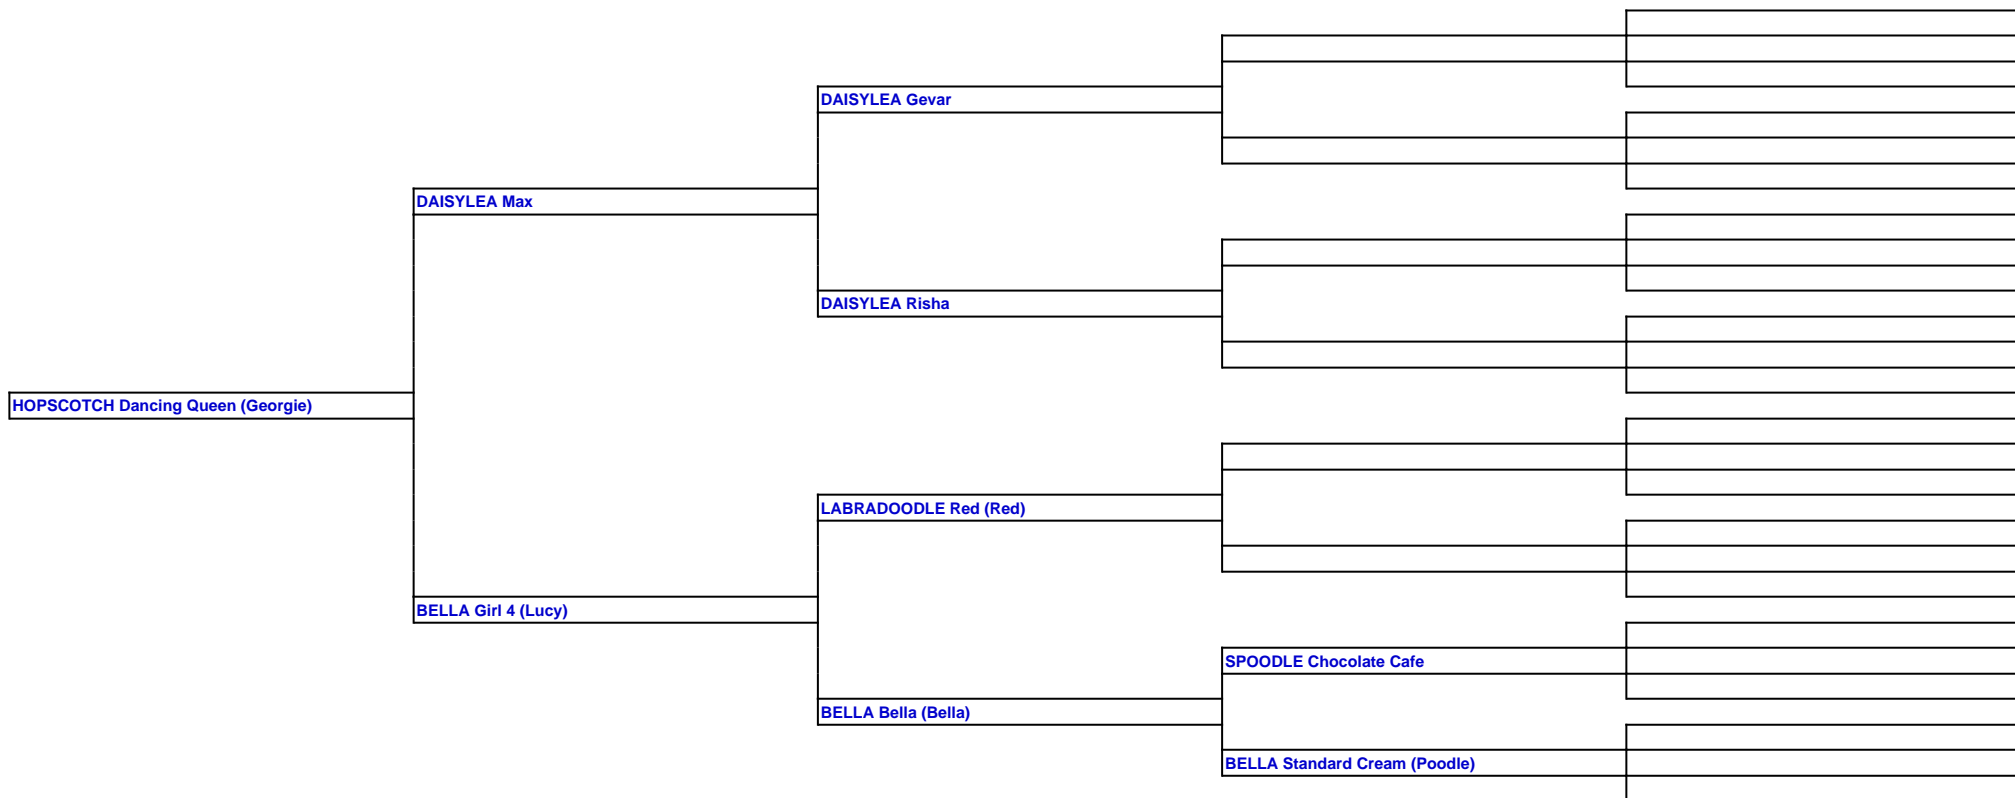 DAISYLEA Gevar
DAISYLEA Max
DAISYLEA Risha
HOPSCOTCH Dancing Queen (Georgie)
LABRADOODLE Red (Red)
BELLA Girl 4 (Lucy)
SPOODLE Chocolate Cafe
BELLA Bella (Bella)
BELLA Standard Cream (Poodle)